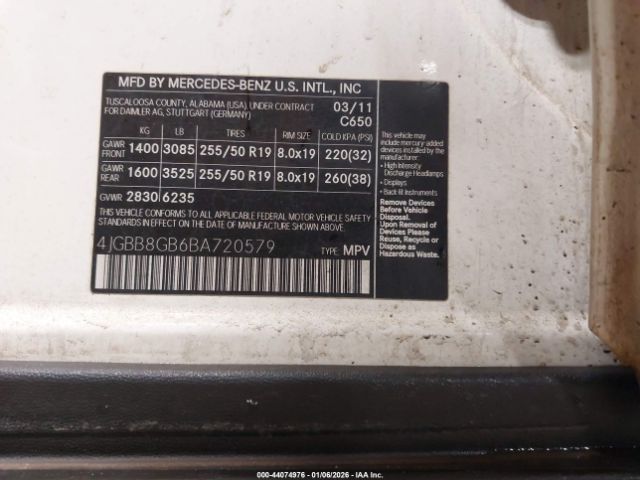 MFD BY MERCEDES-BENZ U.S. INTL., INC
TUSCALOOSA COUNTY, ALABAMA (USA), UNDER CONTRACT 03/11
FOR DAIMLER AG, STUTTGART (GERMANY) C650
KG LB TIRES RIM SIZE COLD KPA (PSI)
GAWR FRONT 1400 3085 255/50 R19 8.0x19 220(32)
GAWR REAR 1600 3525 255/50 R19 8.0x19 260(38)
GVWR 2830 6235
THIS VEHICLE CONFORMS TO ALL APPLICABLE FEDERAL MOTOR VEHICLE SAFETY
STANDARDS IN EFFECT ON THE DATE OF MANUFACTURE SHOWN ABOVE.
4JGBB8GB6BA720579 TYPE: MPV
This vehicle may
include mercury added
devices installed by the
manufacturer:
• High Intensity
Discharge Headlamps
• Displays
• Back-lit Instruments
Remove Devices
Before Vehicle
Disposal. Upon
Removal of Devices
Please Reuse, Recycle
or Dispose as
Hazardous Waste.
000-44074976 | 01/06/2026 | IAA Inc.